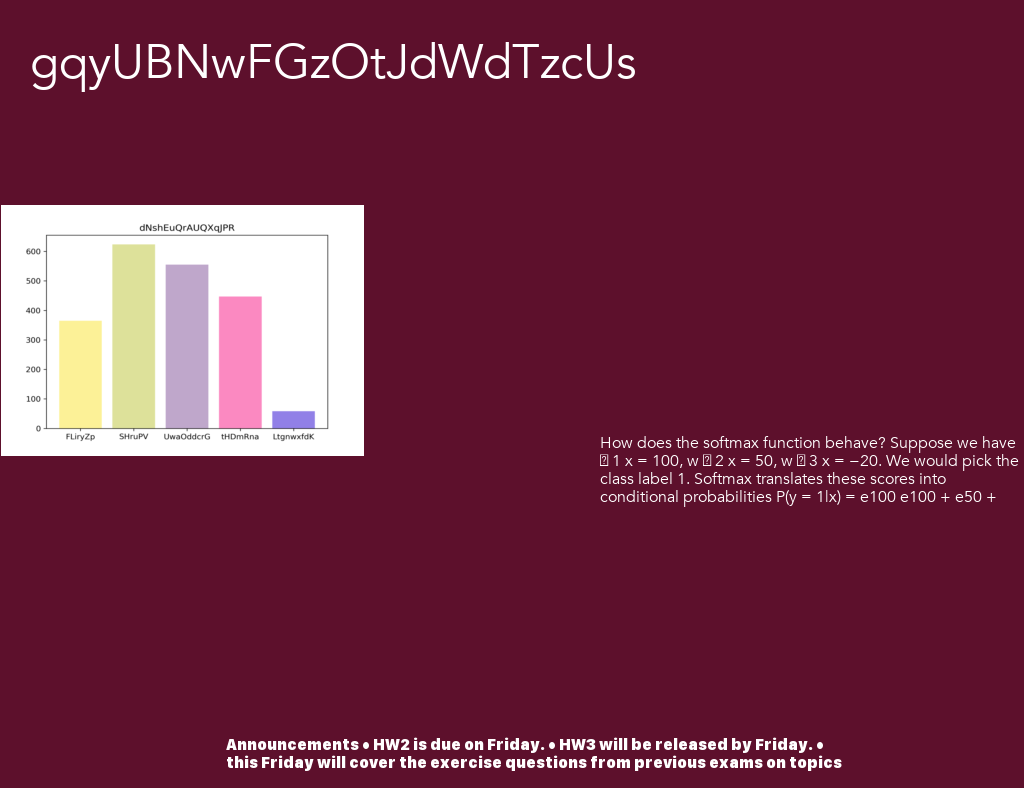 gqyUBNwFGzOtJdWdTzcUs
dNshEuQrAUQXqJPR
600
500
400
300
200
100
0
FLiryZp SHruPV UwaOddcrG tHDmRna LtgnwxfdK
How does the softmax function behave? Suppose we have
1 x = 100, w 2 x = 50, w 3 x = −20. We would pick the
class label 1. Softmax translates these scores into
conditional probabilities P(y = 1|x) = e100 e100 + e50 +
Announcements • HW2 is due on Friday. • HW3 will be released by Friday. •
this Friday will cover the exercise questions from previous exams on topics